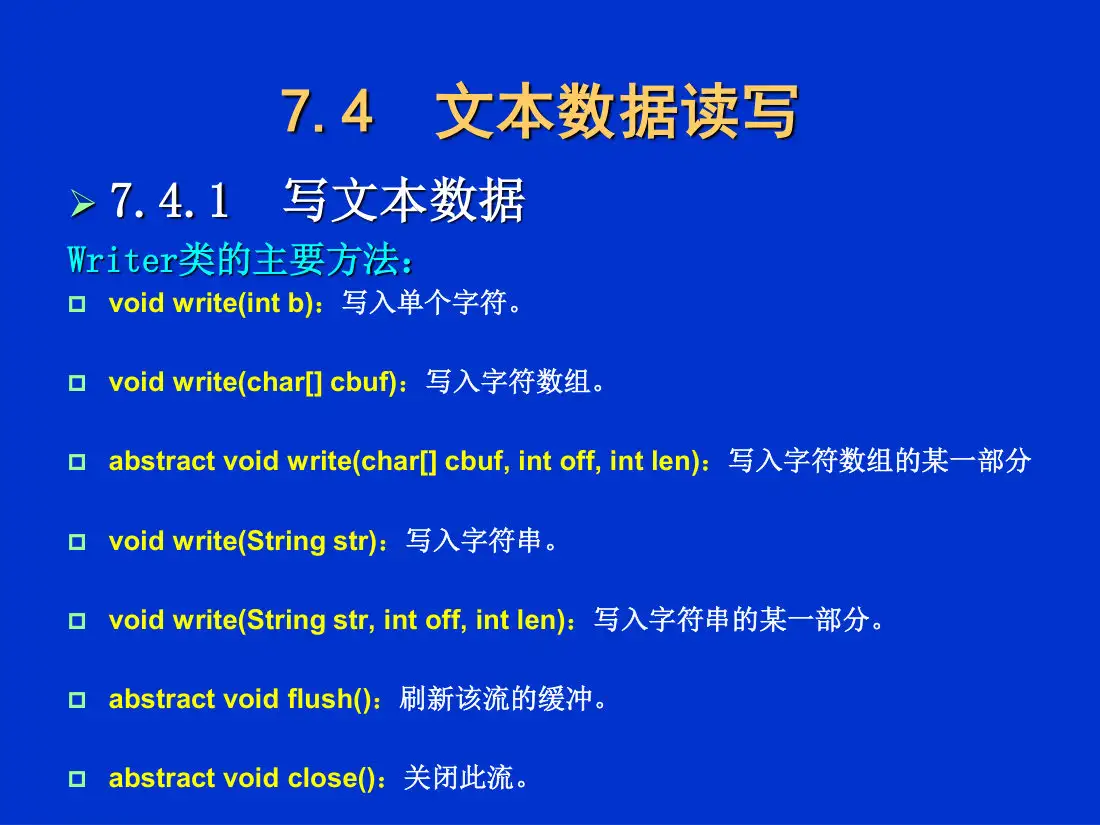 7.4 文本数据读写
7.4.1 写文本数据
Writer类的主要方法：
void write(int b)：写入单个字符。
void write(char[] cbuf)：写入字符数组。
abstract void write(char[] cbuf, int off, int len)：写入字符数组的某一部分
void write(String str)：写入字符串。
void write(String str, int off, int len)：写入字符串的某一部分。
abstract void flush()：刷新该流的缓冲。
abstract void close()：关闭此流。